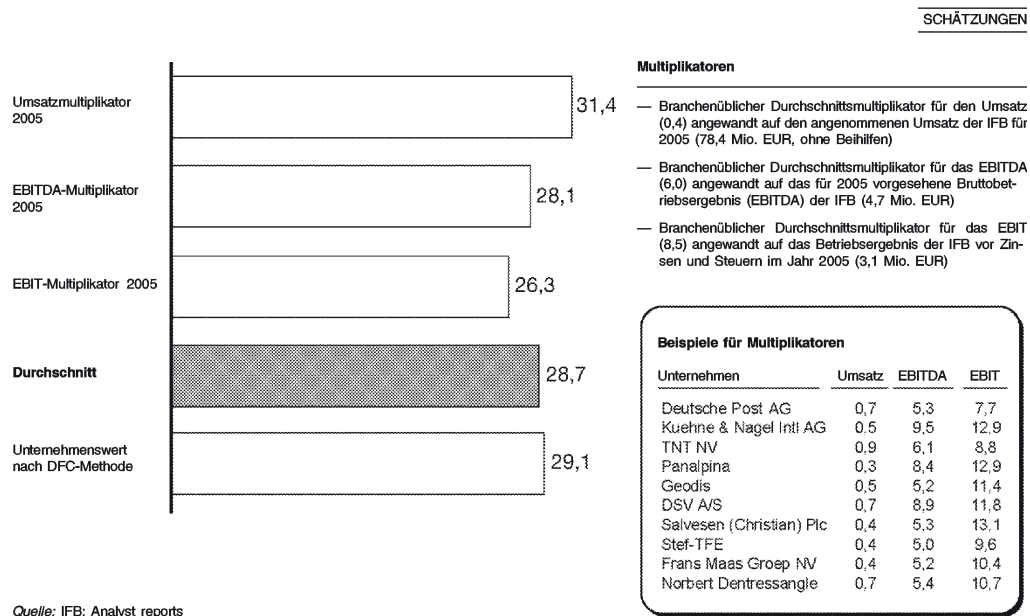 SCHÄTZUNGEN
Umsatzmultiplikator
2005
31,4
EBITDA-Multiplikator
2005
28,1
EBIT-Multiplikator 2005
26,3
Durchschnitt
28,7
Unternehmenswert
nach DFC-Methode
29,1
Multiplikatoren
— Branchenüblicher Durchschnittsmultiplikator für den Umsatz
(0,4) angewandt auf den angenommenen Umsatz der IFB für
2005 (78,4 Mio. EUR, ohne Beihilfen)
— Branchenüblicher Durchschnittsmultiplikator für das EBITDA
(6,0) angewandt auf das für 2005 vorgesehene Bruttobet-
riebsergebnis (EBITDA) der IFB (4,7 Mio. EUR)
— Branchenüblicher Durchschnittsmultiplikator für das EBIT
(8,5) angewandt auf das Betriebsergebnis der IFB vor Zin-
sen und Steuern im Jahr 2005 (3,1 Mio. EUR)
Beispiele für Multiplikatoren
Unternehmen Umsatz EBITDA EBIT
Deutsche Post AG 0,7 5,3 7,7
Kuehne & Nagel Intl AG 0,5 9,5 12,9
TNT NV 0,9 6,1 8,8
Panalpina 0,3 8,4 12,9
Geodis 0,5 5,2 11,4
DSV A/S 0,7 8,9 11,8
Salvesen (Christian) Plc 0,4 5,3 13,1
Stef-TFE 0,4 5,0 9,6
Frans Maas Groep NV 0,4 5,2 10,4
Norbert Dentressangle 0,7 5,4 10,7
Quelle: IFB; Analyst reports